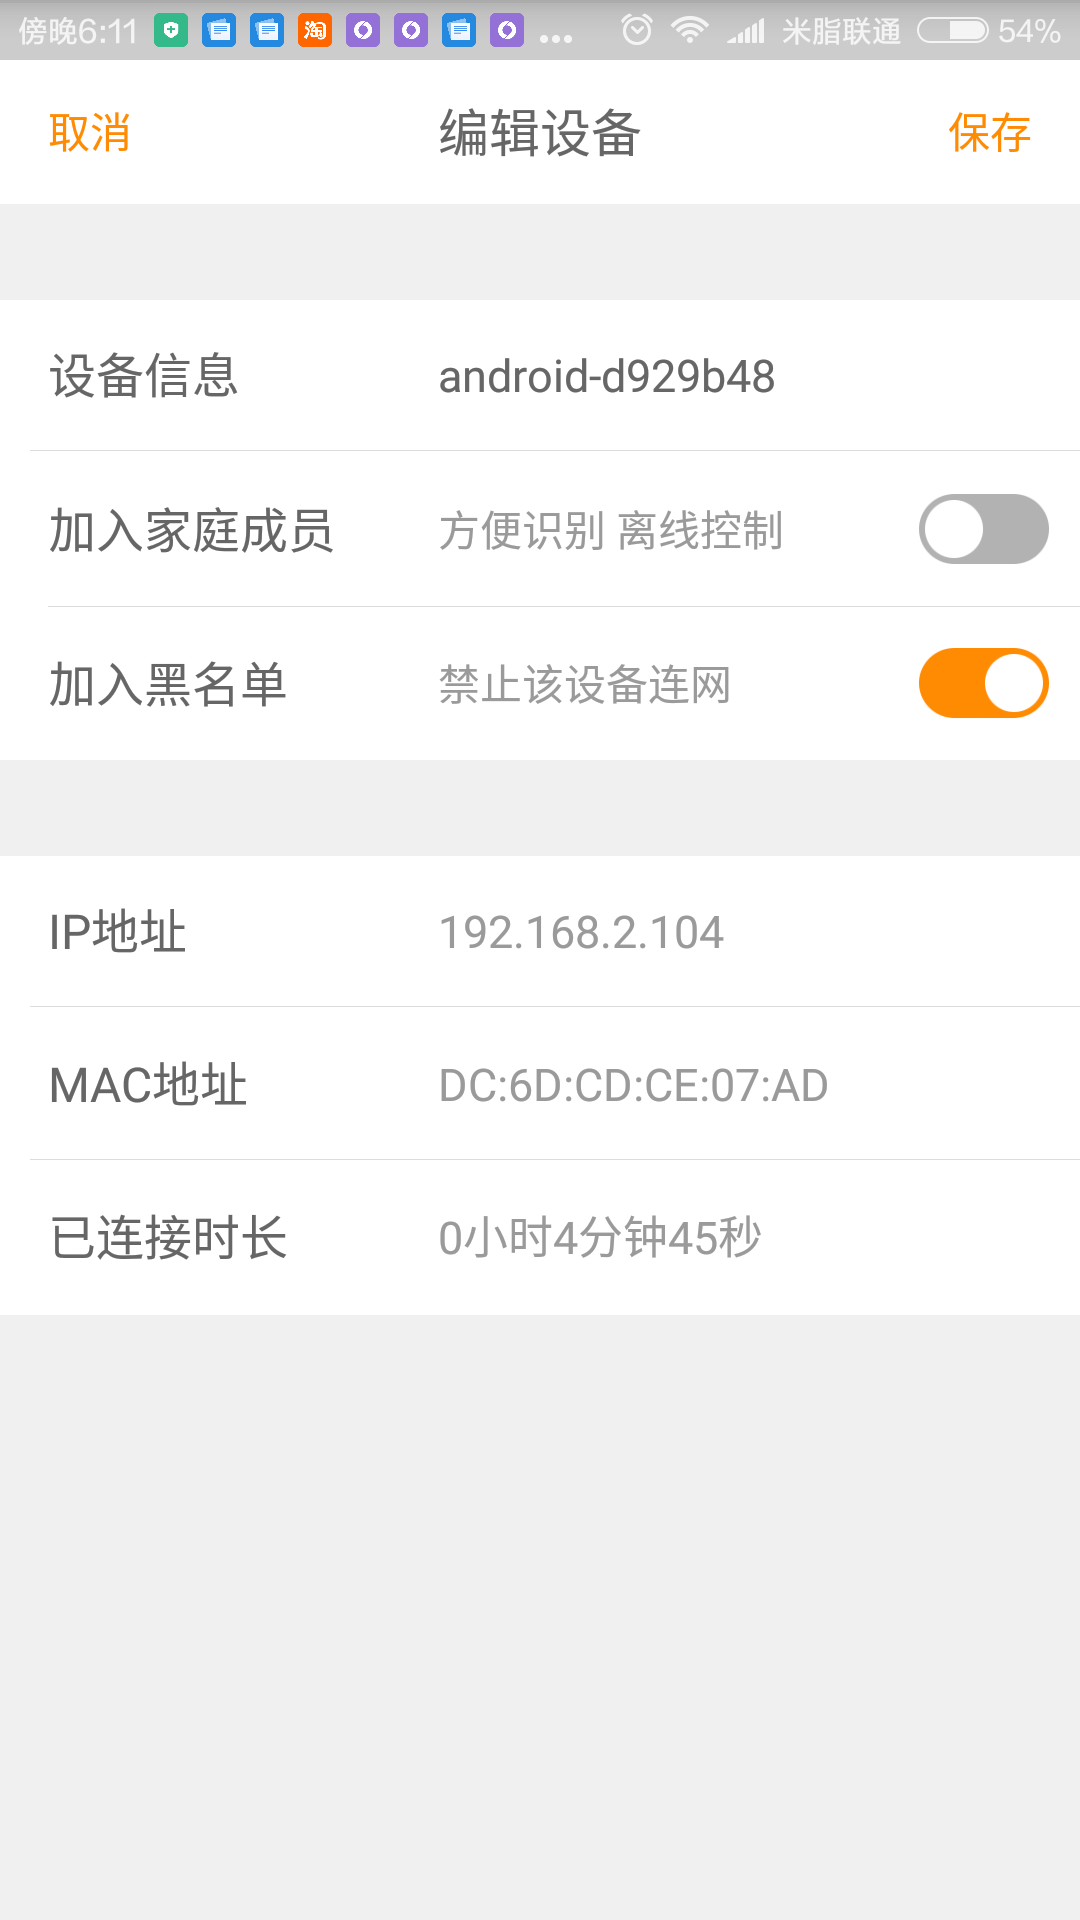 傍晚6:11 淘 ... 米脂联通 54%
取消 编辑设备 保存
设备信息 android-d929b48
加入家庭成员 方便识别 离线控制
加入黑名单 禁止该设备连网
IP地址 192.168.2.104
MAC地址 DC:6D:CD:CE:07:AD
已连接时长 0小时4分钟45秒